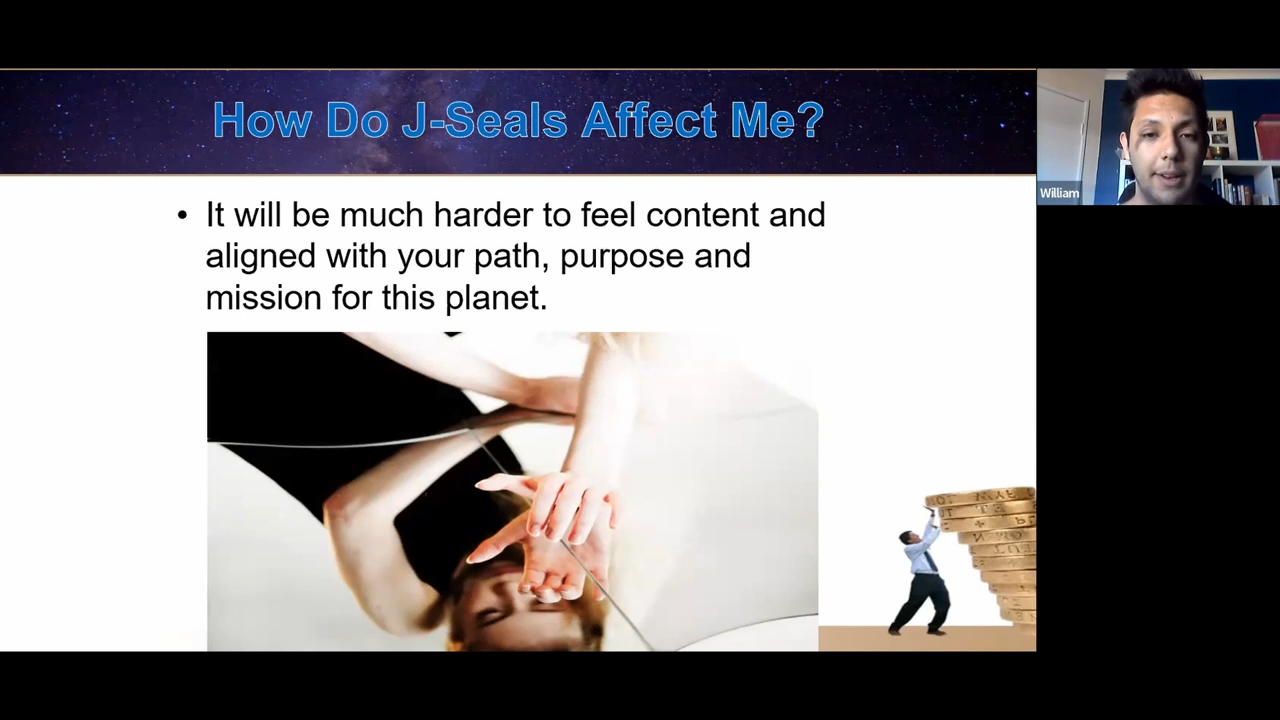 How Do J-Seals Affect Me?
William
• It will be much harder to feel content and
aligned with your path, purpose and
mission for this planet.